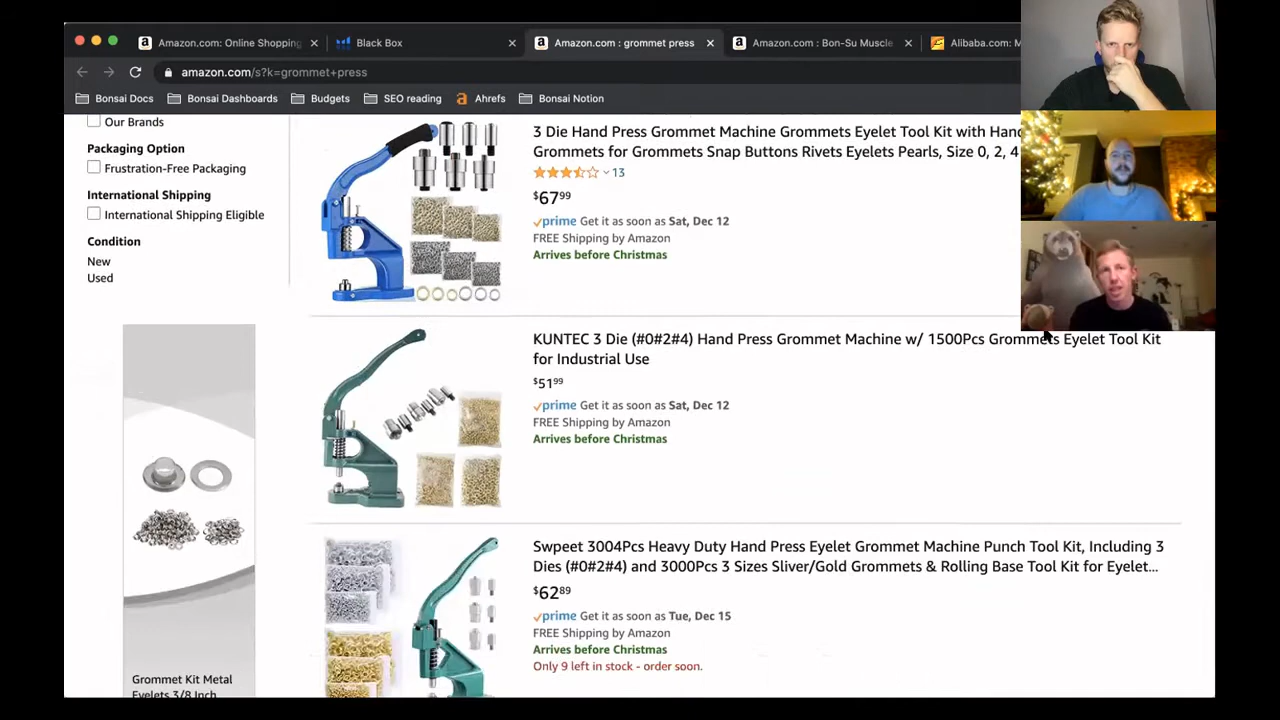 Amazon.com: Online Shopping
Black Box
Amazon.com : grommet press
Amazon.com : Bon-Su Muscle
Alibaba.com: M
amazon.com/s?k=grommet+press
Bonsai Docs
Bonsai Dashboards
Budgets
SEO reading
Ahrefs
Bonsai Notion
Our Brands
Packaging Option
Frustration-Free Packaging
International Shipping
International Shipping Eligible
Condition
New
Used
Grommet Kit Metal
Eyelets 3/8 Inch
3 Die Hand Press Grommet Machine Grommets Eyelet Tool Kit with Hand
Grommets for Grommets Snap Buttons Rivets Eyelets Pearls, Size 0, 2, 4
13
$6799
prime Get it as soon as Sat, Dec 12
FREE Shipping by Amazon
Arrives before Christmas
KUNTEC 3 Die (#0#2#4) Hand Press Grommet Machine w/ 1500Pcs Grommets Eyelet Tool Kit
for Industrial Use
$5199
prime Get it as soon as Sat, Dec 12
FREE Shipping by Amazon
Arrives before Christmas
Swpeet 3004Pcs Heavy Duty Hand Press Eyelet Grommet Machine Punch Tool Kit, Including 3
Dies (#0#2#4) and 3000Pcs 3 Sizes Sliver/Gold Grommets & Rolling Base Tool Kit for Eyelet...
$6289
prime Get it as soon as Tue, Dec 15
FREE Shipping by Amazon
Arrives before Christmas
Only 9 left in stock - order soon.